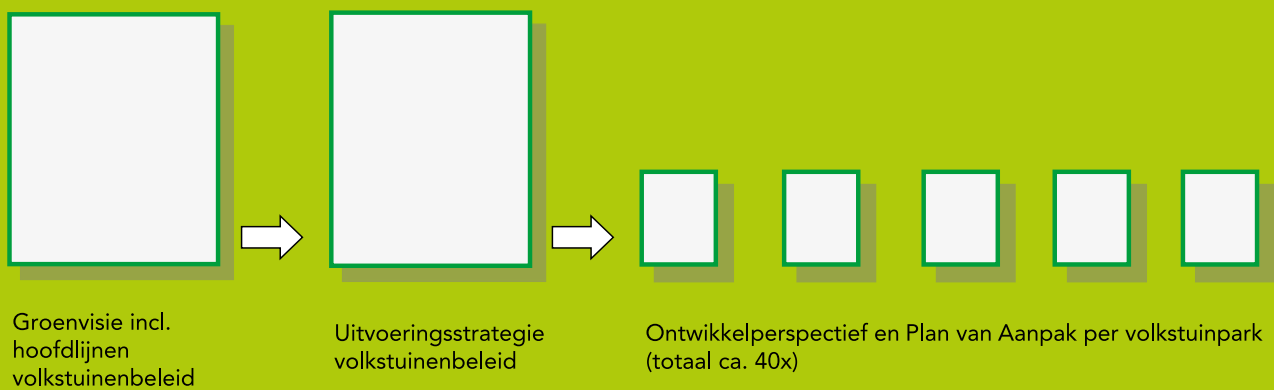 Groenvisie incl.
hoofdlijnen
volkstuinenbeleid
Uitvoeringsstrategie
volkstuinenbeleid
Ontwikkelperspectief en Plan van Aanpak per volkstuinpark
(totaal ca. 40x)